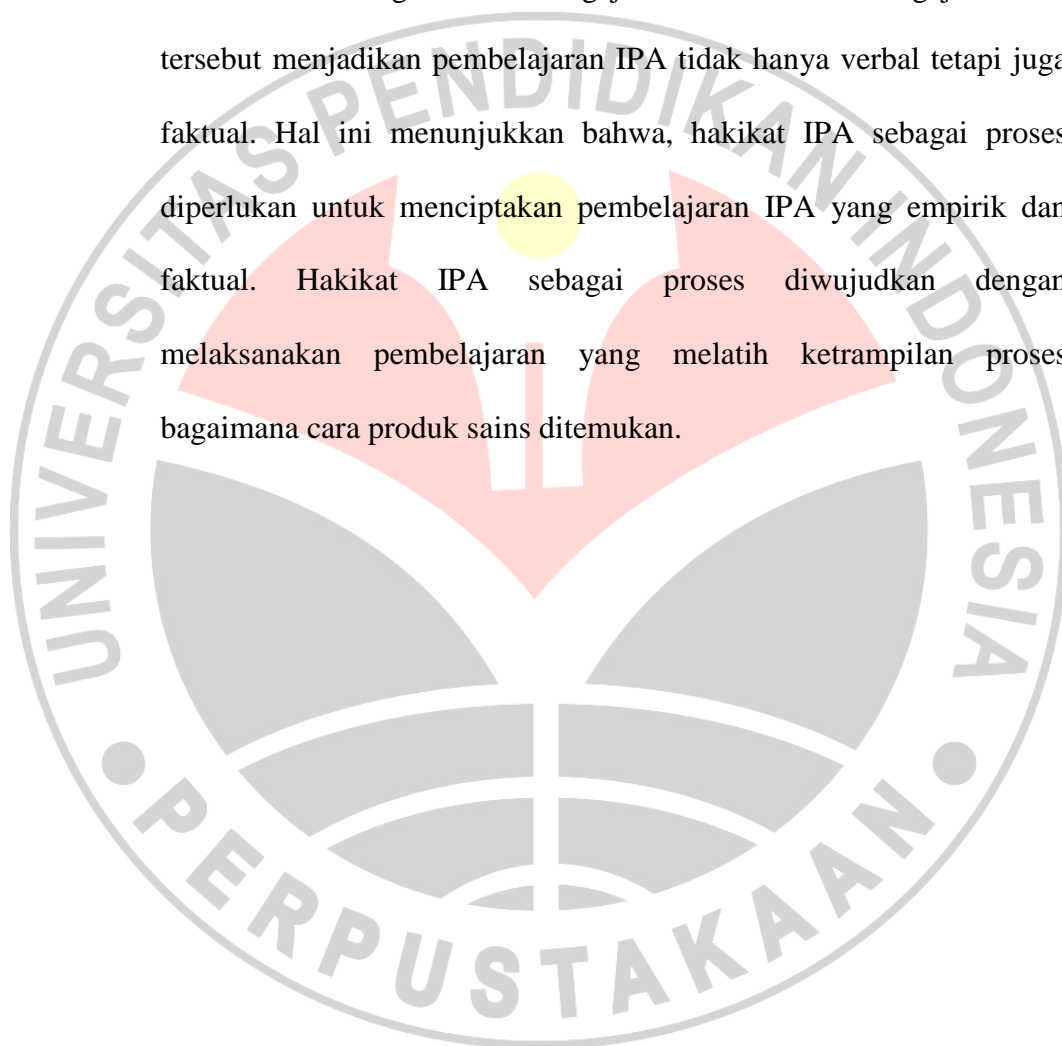 tersebut menjadikan pembelajaran IPA tidak hanya verbal tetapi juga
faktual. Hal ini menunjukkan bahwa, hakikat IPA sebagai proses
diperlukan untuk menciptakan pembelajaran IPA yang empirik dan
faktual. Hakikat IPA sebagai proses diwujudkan dengan
melaksanakan pembelajaran yang melatih ketrampilan proses
bagaimana cara produk sains ditemukan.
UNIVERSITAS PENDIDIKAN INDONESIA
PERPUSTAKAAN